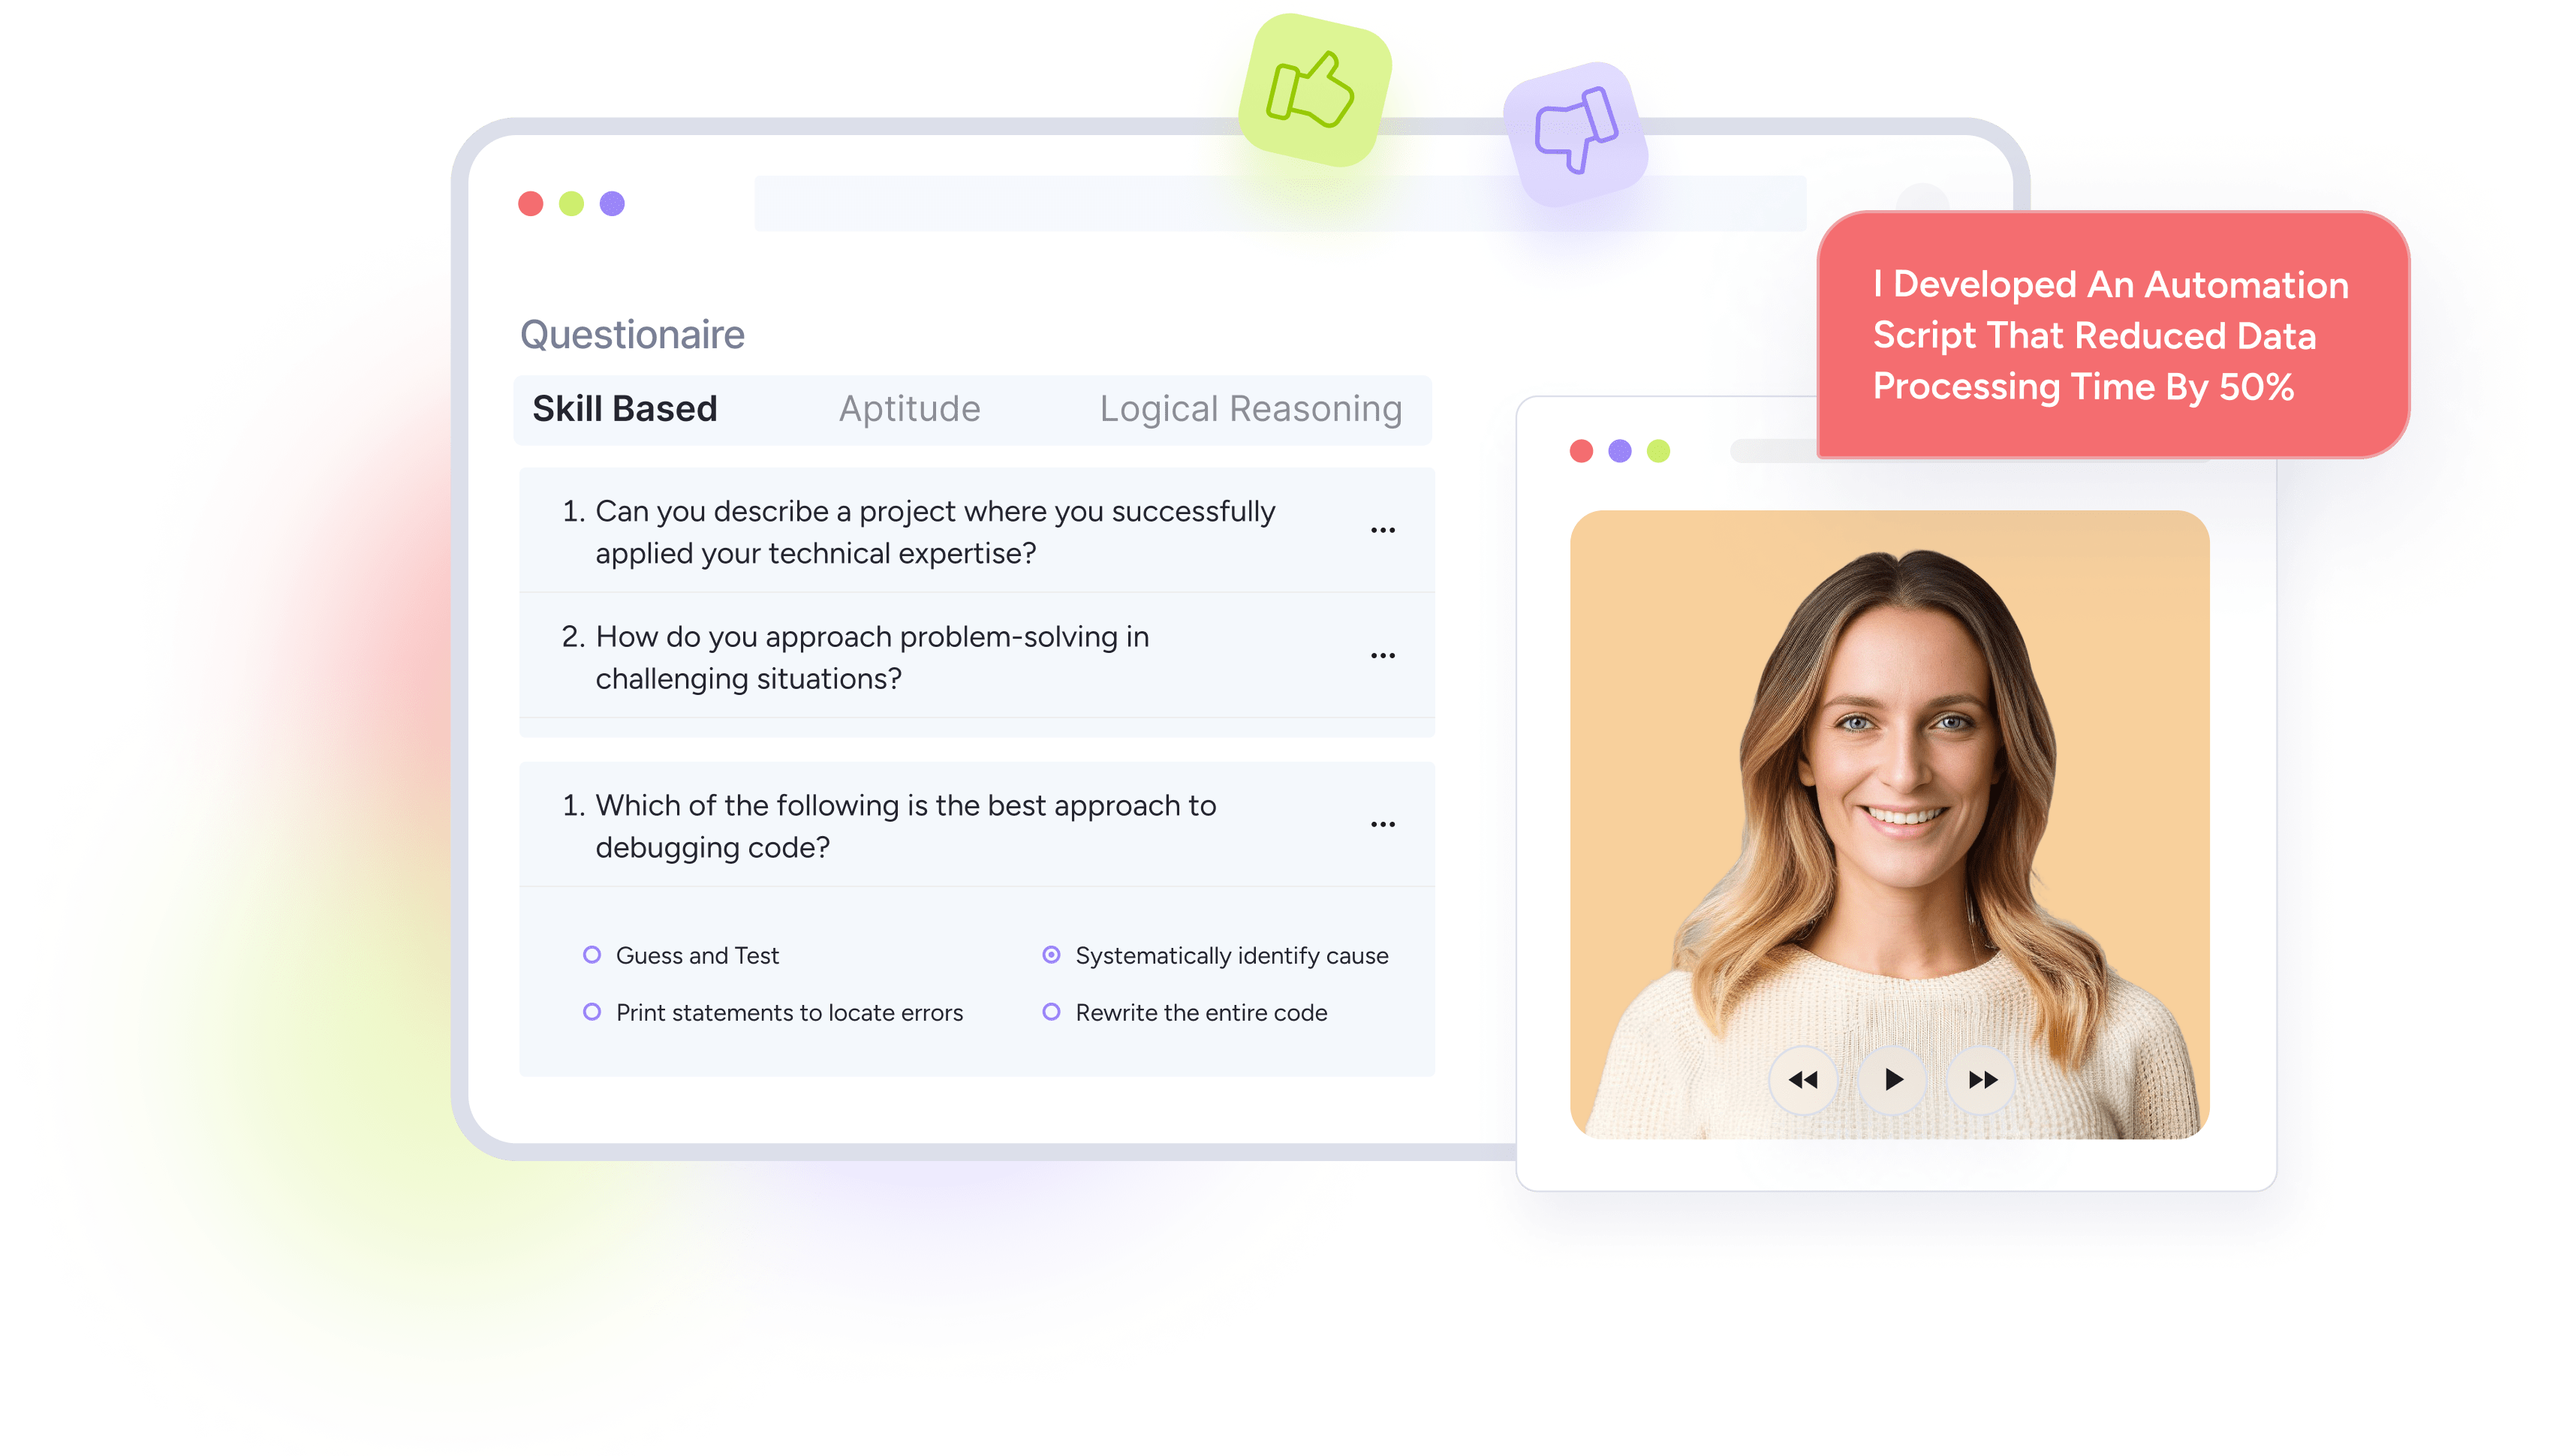 I Developed An Automation
Script That Reduced Data
Processing Time By 50%
Questionaire
Skill Based
Aptitude
Logical Reasoning
1. Can you describe a project where you successfully
applied your technical expertise?
2. How do you approach problem-solving in
challenging situations?
1. Which of the following is the best approach to
debugging code?
Guess and Test
Systematically identify cause
Print statements to locate errors
Rewrite the entire code